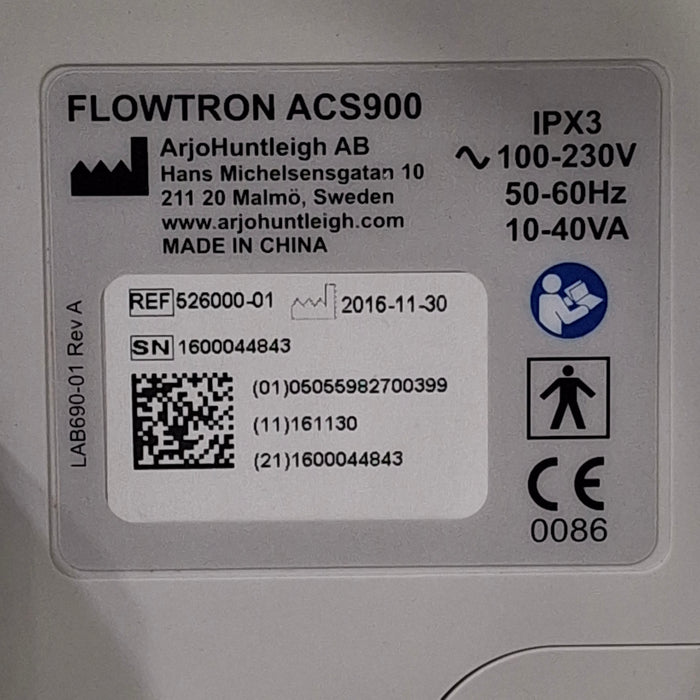 FLOWTRON ACS900
ArjoHuntleigh AB
Hans Michelsensgatan 10
211 20 Malmö, Sweden
www.arjohuntleigh.com
MADE IN CHINA
IPX3
100-230V
50-60Hz
10-40VA
REF 526000-01 2016-11-30
SN 1600044843
(01)05055982700399
(11)161130
(21)1600044843
LAB690-01 Rev A
CE
0086